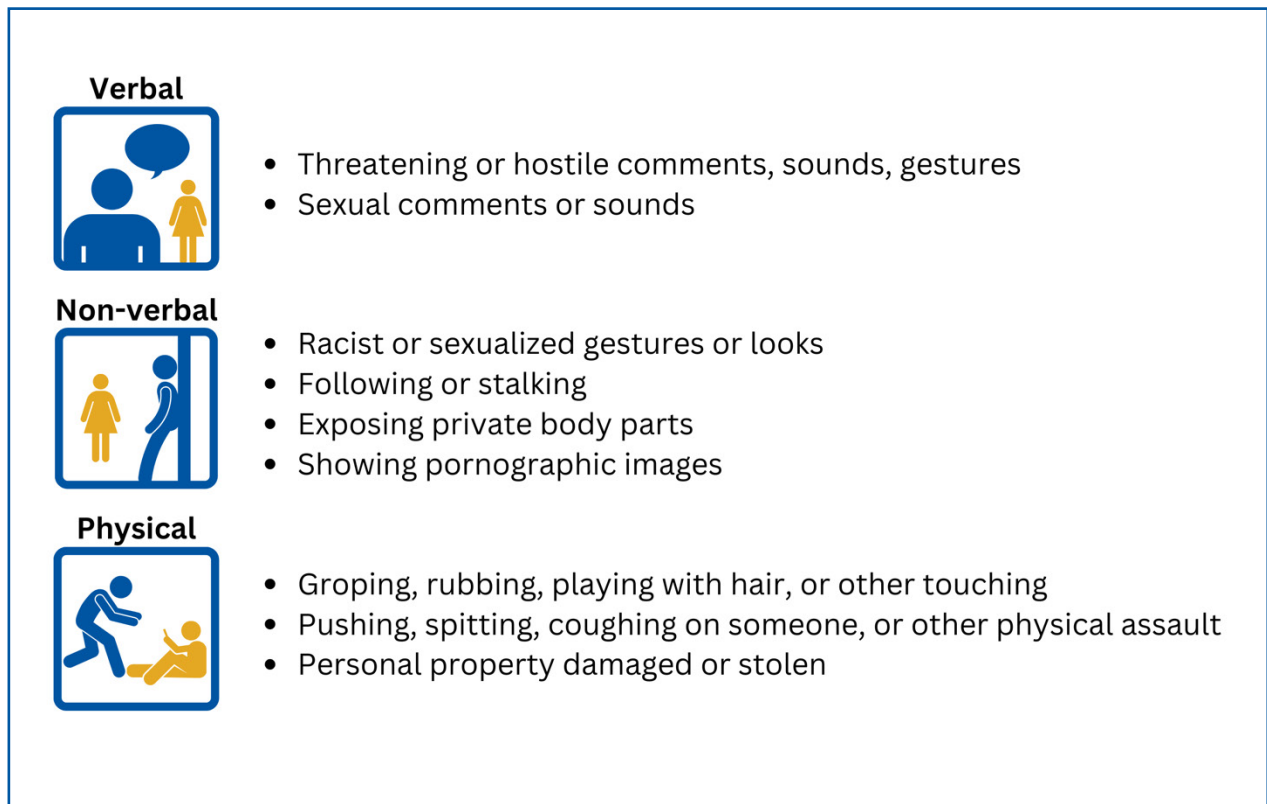 Verbal
• Threatening or hostile comments, sounds, gestures
• Sexual comments or sounds
Non-verbal
• Racist or sexualized gestures or looks
• Following or stalking
• Exposing private body parts
• Showing pornographic images
Physical
• Groping, rubbing, playing with hair, or other touching
• Pushing, spitting, coughing on someone, or other physical assault
• Personal property damaged or stolen